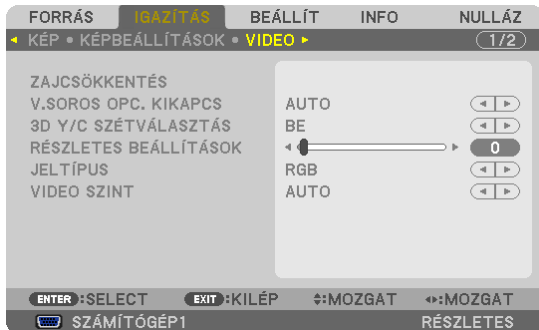 FORRÁS IGAZÍTÁS BEÁLLÍT INFO NULLÁZ
KÉP • KÉPBEÁLLÍTÁSOK • VIDEO 1/2
ZAJCSÖKKENTÉS
V.SOROS OPC. KIKAPCS AUTO
3D Y/C SZÉTVÁLASZTÁS BE
RÉSZLETES BEÁLLÍTÁSOK 0
JELTÍPUS RGB
VIDEO SZINT AUTO
ENTER:SELECT EXIT:KILÉP :MOZGAT :MOZGAT
SZÁMÍTÓGÉP1 RÉSZLETES